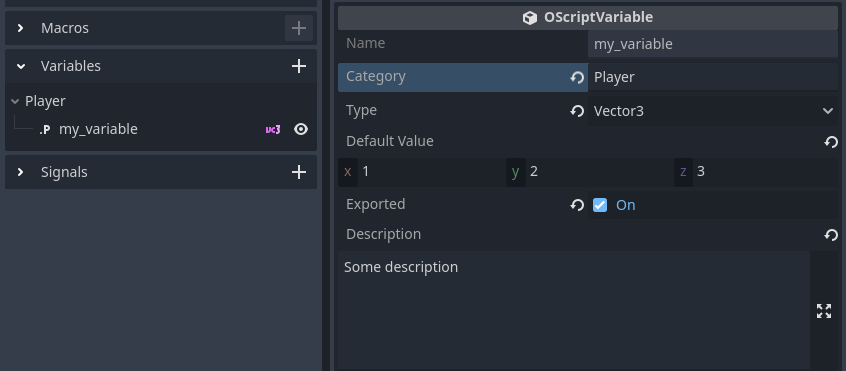 Macros
Variables
Player
.P my_variable
Signals
OScriptVariable
Name my_variable
Category Player
Type Vector3
Default Value
x 1 y 2 z 3
Exported On
Description
Some description